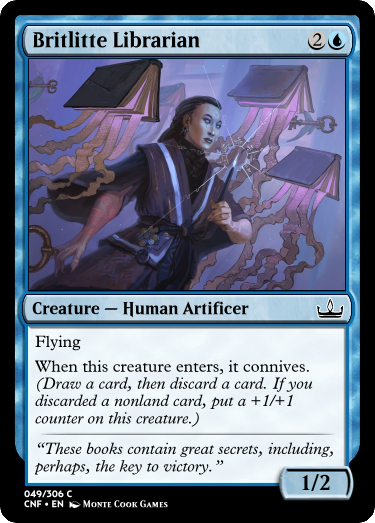 Britlitte Librarian 2
Creature — Human Artificer
Flying
When this creature enters, it connives.
(Draw a card, then discard a card. If you
discarded a nonland card, put a +1/+1
counter on this creature.)
“These books contain great secrets, including,
perhaps, the key to victory.”
1/2
049/306 C
CNF • EN Monte Cook Games